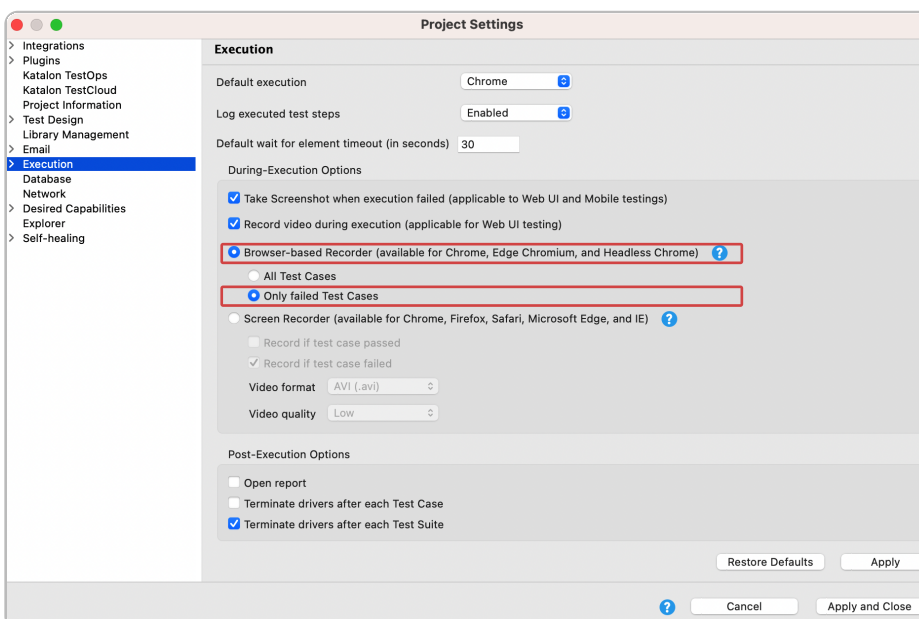 Project Settings
Integrations
Plugins
Katalon TestOps
Katalon TestCloud
Project Information
Test Design
Library Management
Email
Execution
Database
Network
Desired Capabilities
Explorer
Self-healing
Execution
Default execution Chrome
Log executed test steps Enabled
Default wait for element timeout (in seconds) 30
During-Execution Options
Take Screenshot when execution failed (applicable to Web UI and Mobile testings)
Record video during execution (applicable for Web UI testing)
Browser-based Recorder (available for Chrome, Edge Chromium, and Headless Chrome) ?
All Test Cases
Only failed Test Cases
Screen Recorder (available for Chrome, Firefox, Safari, Microsoft Edge, and IE) ?
Record if test case passed
Record if test case failed
Video format AVI (.avi)
Video quality Low
Post-Execution Options
Open report
Terminate drivers after each Test Case
Terminate drivers after each Test Suite
Restore Defaults Apply
? Cancel Apply and Close